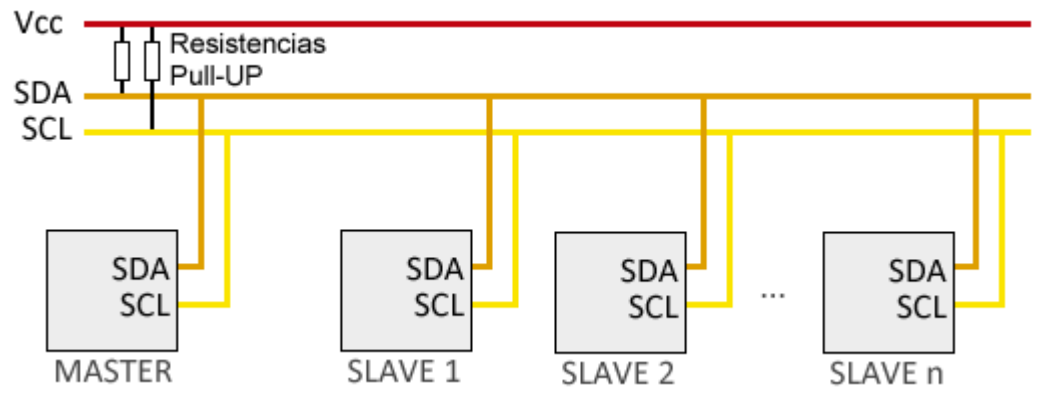 Vcc
Resistencias
Pull-UP
SDA
SCL
SDA
SCL
MASTER
SDA
SCL
SLAVE 1
SDA
SCL
SLAVE 2
...
SDA
SCL
SLAVE n